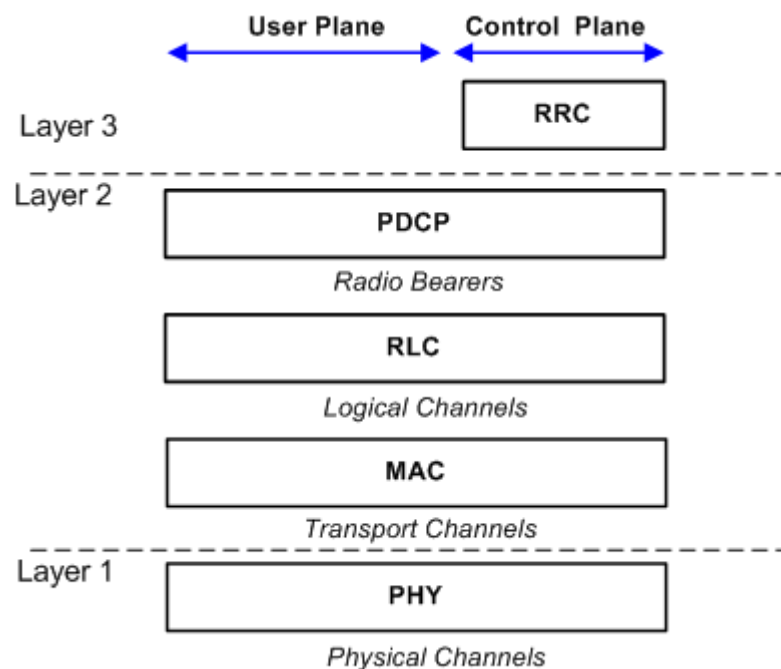 User Plane
Control Plane
RRC
Layer 3
Layer 2
PDCP
Radio Bearers
RLC
Logical Channels
MAC
Transport Channels
Layer 1
PHY
Physical Channels